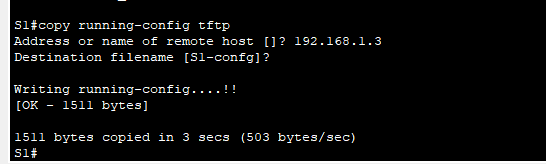 S1#copy running-config tftp
Address or name of remote host []? 192.168.1.3
Destination filename [S1-confg]?
Writing running-config....!!
[OK - 1511 bytes]
1511 bytes copied in 3 secs (503 bytes/sec)
S1#